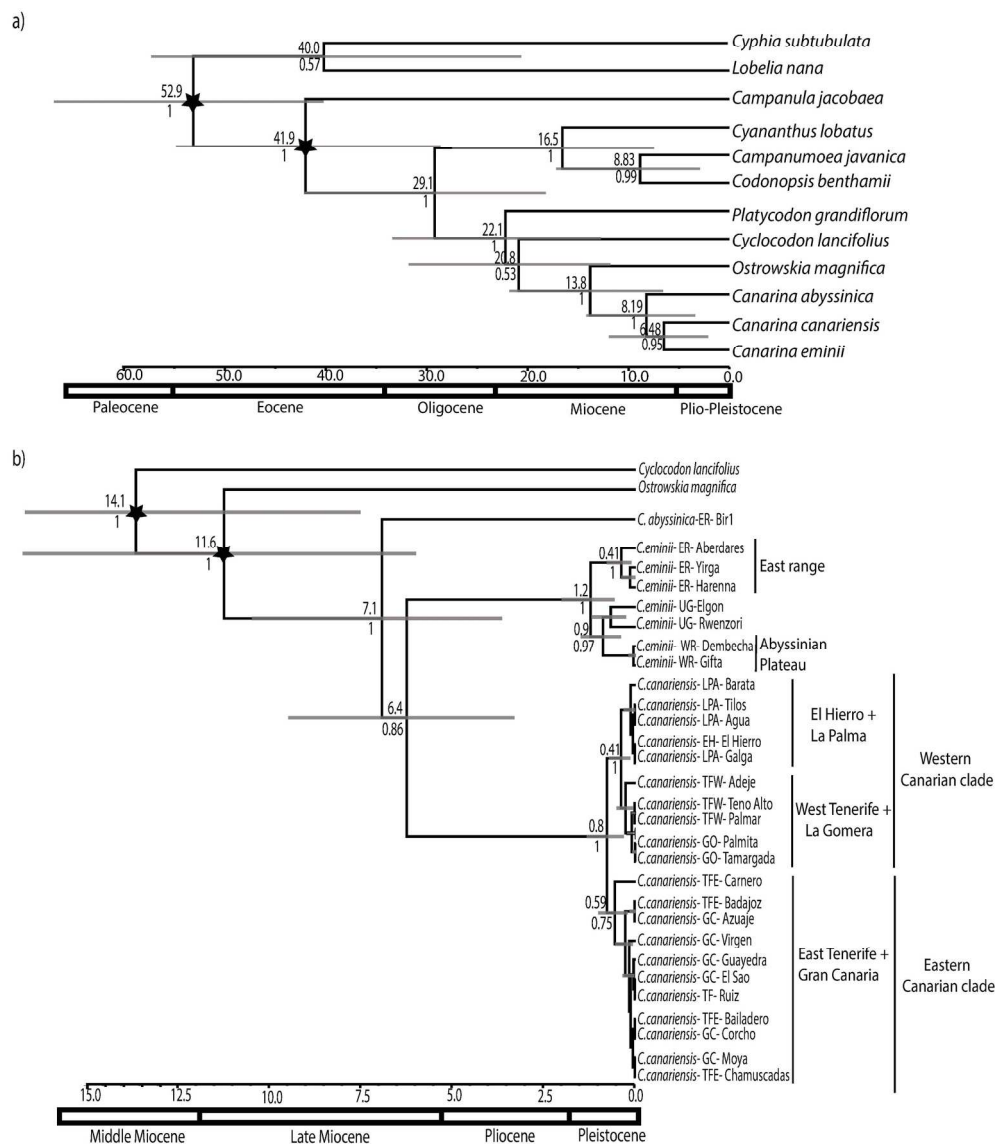 a)
Cyphia subtubulata
40.0
0.57
Lobelia nana
52.9
1
Campanula jacobaea
Cyananthus lobatus
41.9
1
16.5
1
Campanumoea javanica
8.83
0.99
Codonopsis benthamii
29.1
1
Platycodon grandiflorum
22.1
1
Cyclocodon lancifolius
20.8
0.53
Ostrowskia magnifica
13.8
1
Canarina abyssinica
8.19
1
Canarina canariensis
6.48
0.95
Canarina eminii
60.0 50.0 40.0 30.0 20.0 10.0 0.0
Paleocene Eocene Oligocene Miocene Plio-Pleistocene
b)
Cyclocodon lancifolius
Ostrowskia magnifica
14.1
1
C. abyssinica-ER- Bir1
11.6
1
C.eminii- ER- Aberdares
0.41
1
C.eminii- ER- Yirga
East range
C.eminii- ER- Harenna
1.2
1
C.eminii- UG-Elgon
7.1
1
C.eminii- UG- Rwenzori
0.9
0.97
C.eminii- WR- Dembecha
Abyssinian
C.eminii- WR- Gifta
Plateau
C.canariensis- LPA- Barata
6.4
0.86
C.canariensis- LPA- Tilos
C.canariensis- LPA- Agua
El Hierro +
La Palma
C.canariensis- EH- El Hierro
0.41
1
C.canariensis- LPA- Galga
Western
Canarian clade
C.canariensis- TFW- Adeje
C.canariensis- TFW- Teno Alto
West Tenerife +
C.canariensis- TFW- Palmar
La Gomera
0.8
1
C.canariensis- GO- Palmita
C.canariensis- GO- Tamargada
C.canariensis- TFE- Carnero
0.59
0.75
C.canariensis- TFE- Badajoz
C.canariensis- GC- Azuaje
C.canariensis- GC- Virgen
East Tenerife +
C.canariensis- GC- Guayedra
Gran Canaria
Eastern
C.canariensis- GC- El Sao
Canarian clade
C.canariensis- TF- Ruiz
C.canariensis- TFE- Bailadero
C.canariensis- GC- Corcho
C.canariensis- GC- Moya
C.canariensis- TFE- Chamuscadas
15.0 12.5 10.0 7.5 5.0 2.5 0.0
Middle Miocene Late Miocene Pliocene Pleistocene